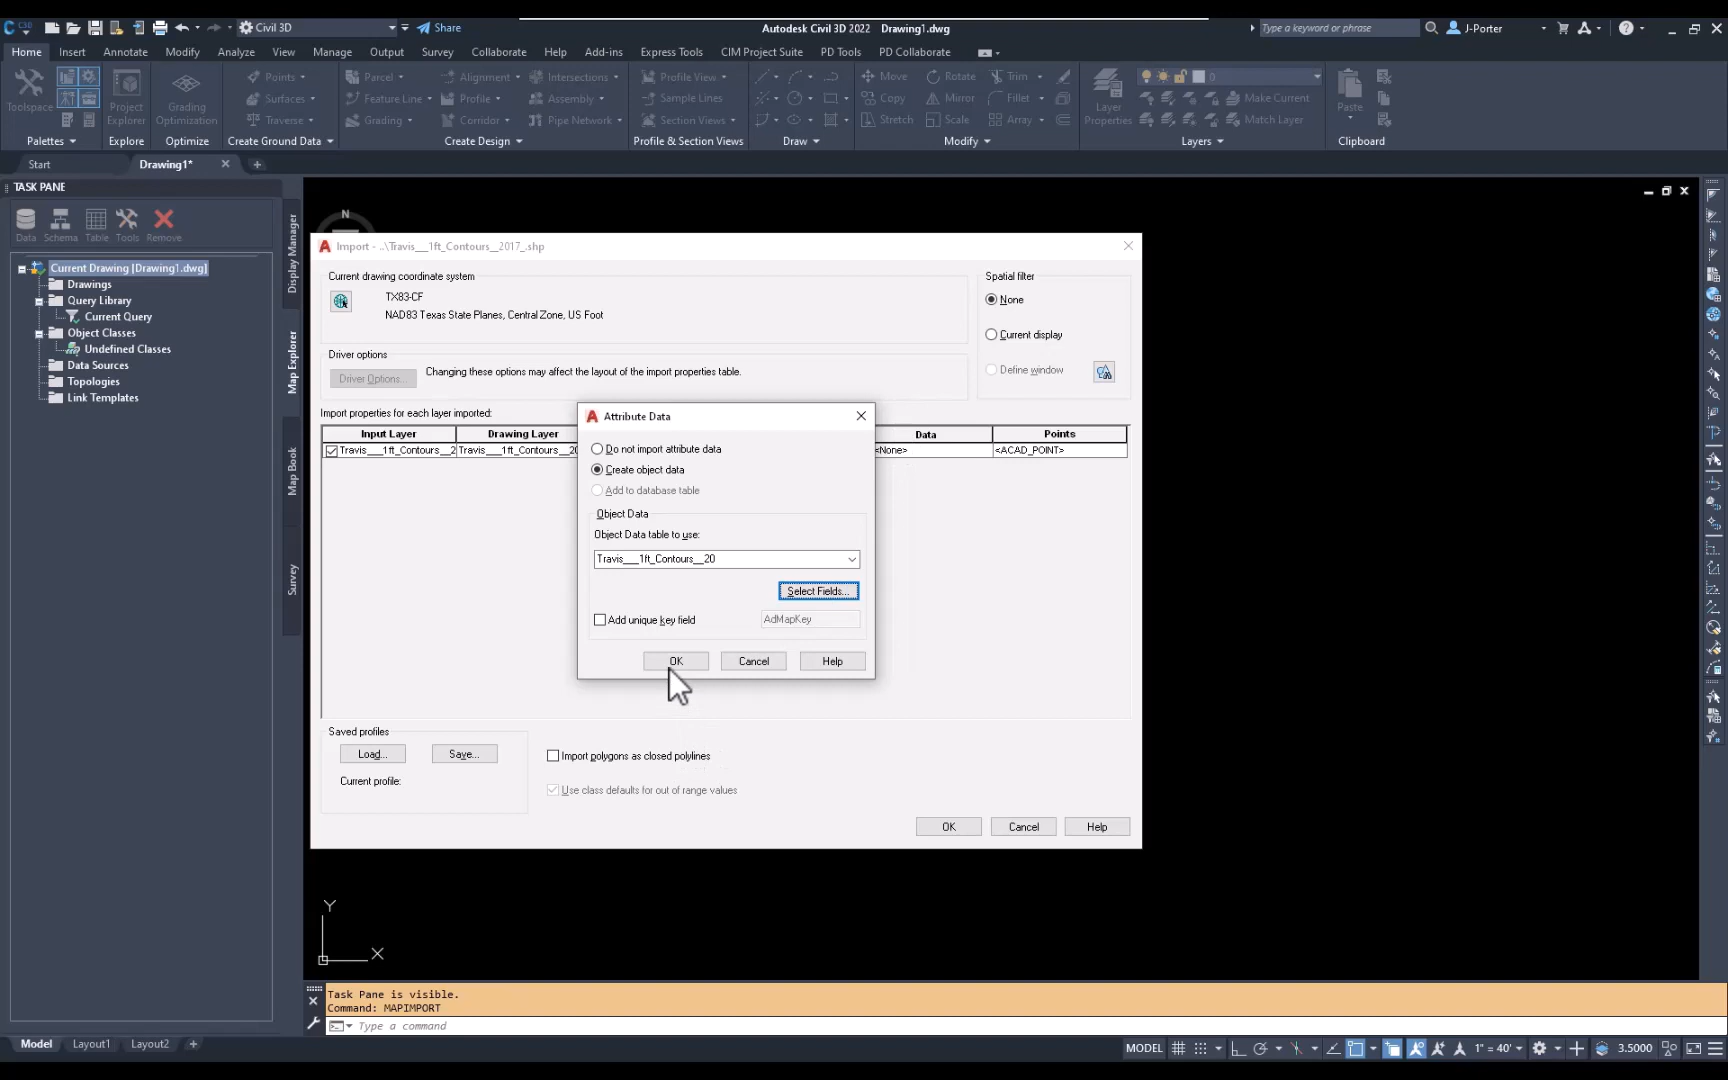 C3D
Civil 3D
Share
Autodesk Civil 3D 2022 Drawing1.dwg
Type a keyword or phrase
J-Porter
Home Insert Annotate Modify Analyze View Manage Output Survey Collaborate Help Add-ins Express Tools CIM Project Suite PD Tools PD Layers
Toolspace
Project Explorer
Grading Optimization
Points
Surfaces
Traverse
Parcel
Feature Line
Grading
Alignment
Profile
Corridor
Intersections
Assembly
Pipe Network
Profile View
Sample Lines
Section Views
Move Rotate Trim
Copy Mirror Fillet
Stretch Scale Array
Layer Properties
0
Make Current
Match Layer
Paste
Palettes Explore Optimize Create Ground Data Create Design Profile & Section Views Draw Modify Layers Clipboard
Start Drawing1*
TASK PANE
Data Schema Table Tools Remove
Current Drawing [Drawing1.dwg]
Drawings
Query Library
Current Query
Object Classes
Undefined Classes
Data Sources
Topologies
Link Templates
Display Manager
Map Explorer
Map Book
Survey
N
Import - ..\Travis___1ft_Contours__2017_.shp
Current drawing coordinate system
TX83-CF
NAD83 Texas State Planes, Central Zone, US Foot
Spatial filter
None
Current display
Define window
Driver options
Driver Options...
Changing these options may affect the layout of the import properties table.
Import properties for each layer imported:
Input Layer Drawing Layer Data Points
Travis___1ft_Contours__2 Travis___1ft_Contours__20 <None> <ACAD_POINT>
Attribute Data
Do not import attribute data
Create object data
Add to database table
Object Data
Object Data table to use:
Travis___1ft_Contours__20
Select Fields...
Add unique key field
AdMapKey
OK Cancel Help
Saved profiles
Load... Save...
Current profile:
Import polygons as closed polylines
Use class defaults for out of range values
OK Cancel Help
Y
X
Task Pane is visible.
Command: MAPIMPORT
Type a command
Model Layout1 Layout2
MODEL
1" = 40'
3.5000